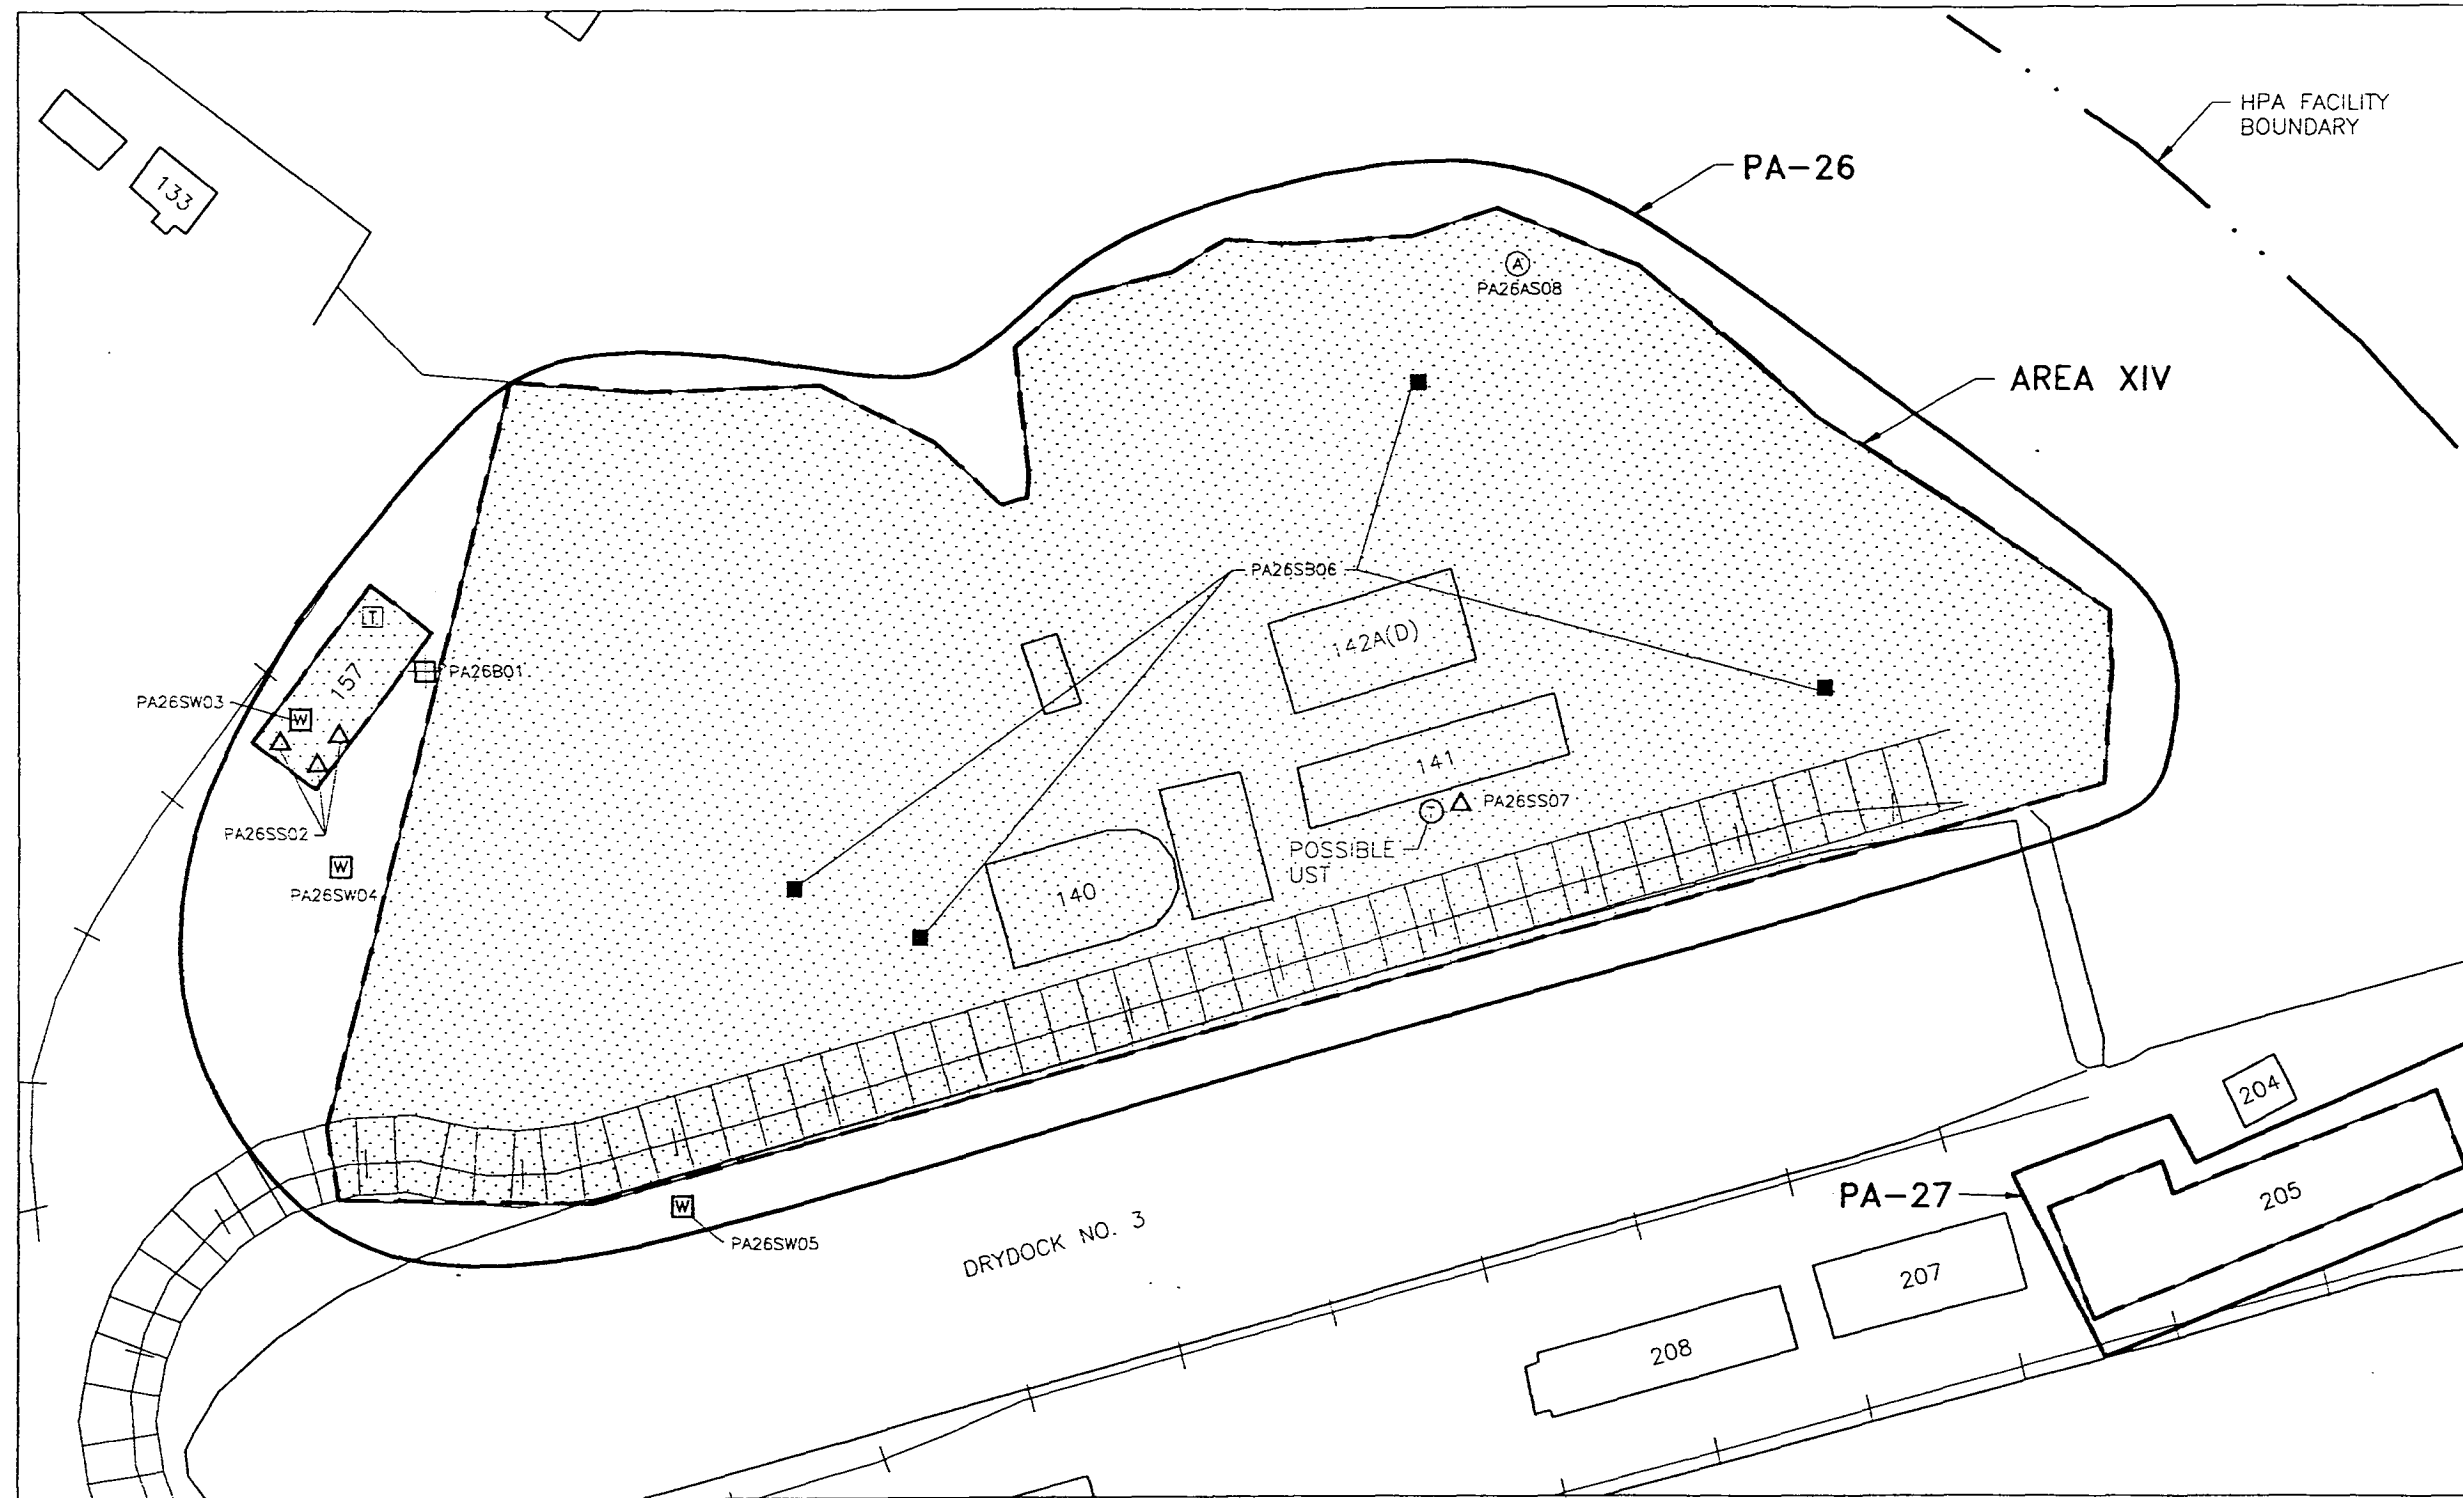 HPA FACILITY
BOUNDARY
PA-26
133
A
PA26AS08
AREA XIV
PA26SB06
T
142A(D)
157
PA26B01
PA26SW03
W
141
PA26SS07
PA26SS02
POSSIBLE
UST
W
PA26SW04
140
204
PA-27
205
W
PA26SW05
DRYDOCK NO. 3
207
208